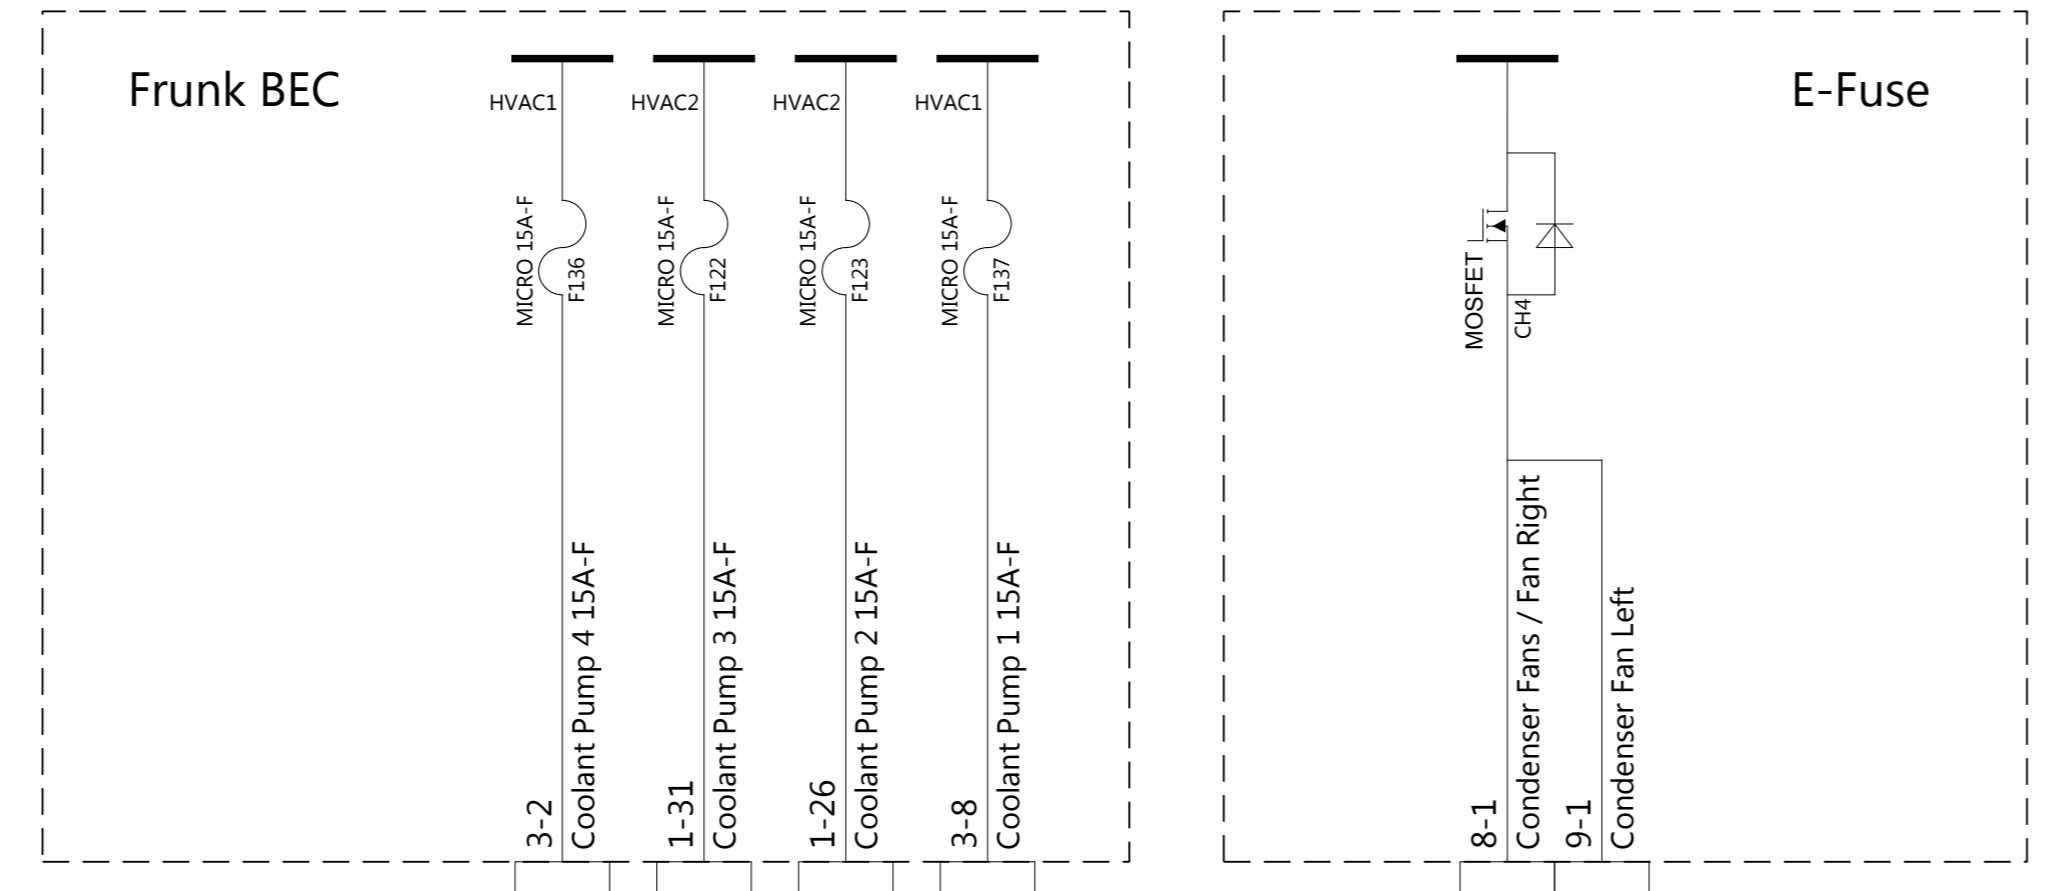 Frunk BEC
E-Fuse
HVAC1
HVAC2
HVAC2
HVAC1
MICRO 15A-F
F136
MICRO 15A-F
F122
MICRO 15A-F
F123
MICRO 15A-F
F137
MOSFET
CH4
3-2
Coolant Pump 4 15A-F
1-31
Coolant Pump 3 15A-F
1-26
Coolant Pump 2 15A-F
3-8
Coolant Pump 1 15A-F
8-1
Condenser Fans / Fan Right
9-1
Condenser Fan Left